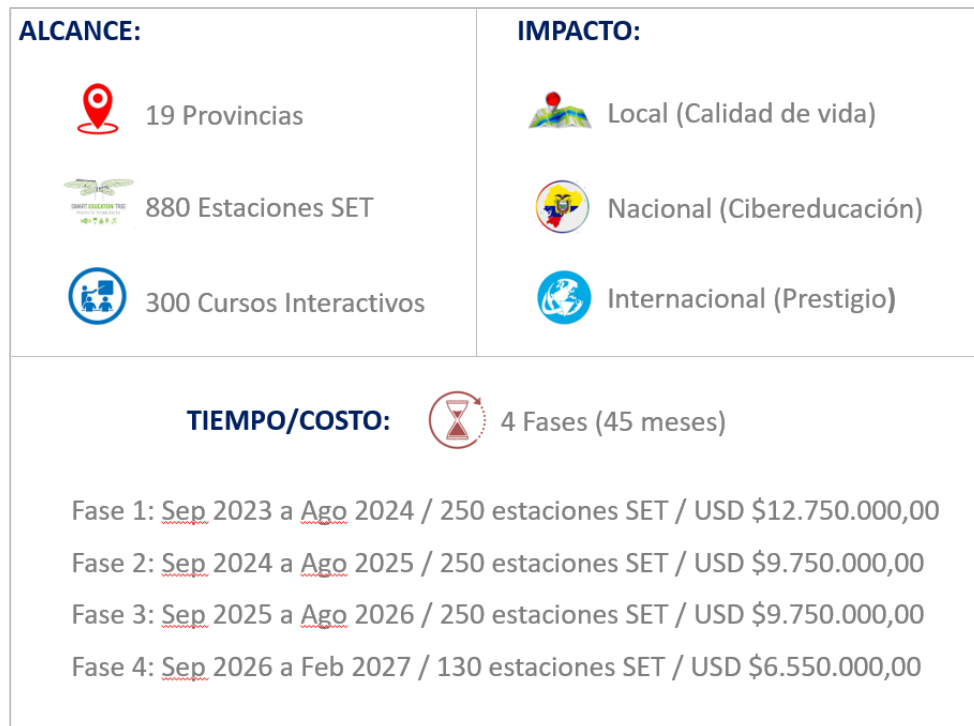 ALCANCE:
19 Provincias
SMART EDUCATION TREE
880 Estaciones SET
300 Cursos Interactivos
IMPACTO:
Local (Calidad de vida)
Nacional (Cibereducación)
Internacional (Prestigio)
TIEMPO/COSTO:
4 Fases (45 meses)
Fase 1: Sep 2023 a Ago 2024 / 250 estaciones SET / USD $12.750.000,00
Fase 2: Sep 2024 a Ago 2025 / 250 estaciones SET / USD $9.750.000,00
Fase 3: Sep 2025 a Ago 2026 / 250 estaciones SET / USD $9.750.000,00
Fase 4: Sep 2026 a Feb 2027 / 130 estaciones SET / USD $6.550.000,00